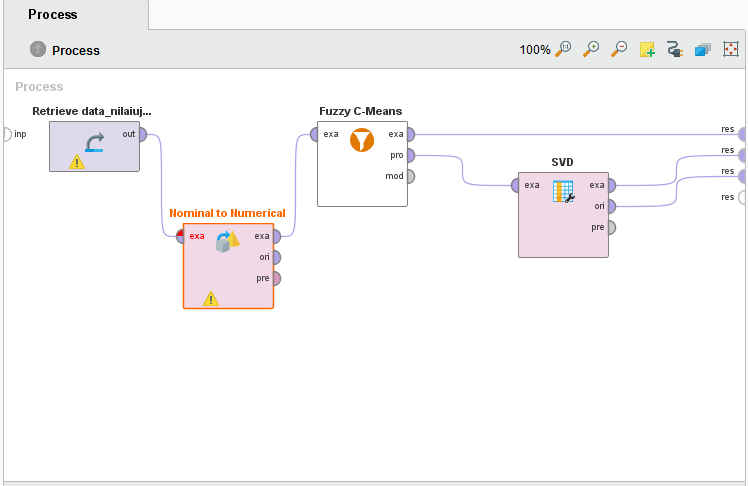 Process
Process
100%
Process
Retrieve data_nilaiuj...
inp
out
Nominal to Numerical
exa
exa
ori
pre
Fuzzy C-Means
exa
exa
pro
mod
SVD
exa
exa
ori
pre
res
res
res
res